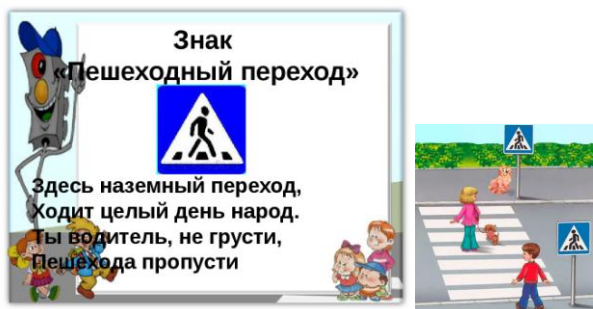 Знак
«Пешеходный переход»
Здесь наземный переход,
Ходит целый день народ.
Ты водитель, не грусти,
Пешехода пропусти